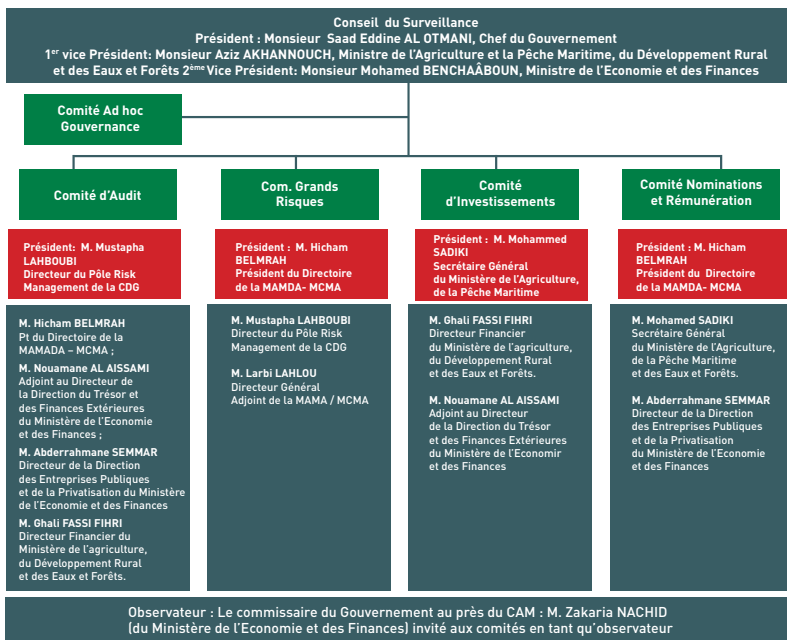 Conseil du Surveillance
Président : Monsieur Saad Eddine AL OTMANI, Chef du Gouvernement
1er vice Président: Monsieur Aziz AKHANNOUCH, Ministre de l'Agriculture et la Pêche Maritime, du Développement Rural
et des Eaux et Forêts 2ème Vice Président: Monsieur Mohamed BENCHAÂBOUN, Ministre de l'Economie et des Finances
Comité Ad hoc
Gouvernance
Comité d'Audit
Président: M. Mustapha
LAHBOUBI
Directeur du Pôle Risk
Management de la CDG
M. Hicham BELMRAH
Pt du Directoire de la
MAMADA – MCMA ;
M. Nouamane AL AISSAMI
Adjoint au Directeur de
la Direction du Trésor et
des Finances Extérieures
du Ministère de l'Economie
et des Finances ;
M. Abderrahmane SEMMAR
Directeur de la Direction
des Entreprises Publiques
et de la Privatisation du Ministère
de l'Economie et des Finances
M. Ghali FASSI FIHRI
Directeur Financier du
Ministère de l'agriculture,
du Développement Rural
et des Eaux et Forêts.
Com. Grands
Risques
Président : M. Hicham
BELMRAH
Président du Directoire
de la MAMDA- MCMA
M. Mustapha LAHBOUBI
Directeur du Pôle Risk
Management de la CDG
M. Larbi LAHLOU
Directeur Général
Adjoint de la MAMA / MCMA
Comité
d'Investissements
Président : M. Mohammed
SADIKI
Secrétaire Général
du Ministère de l'Agriculture,
de la Pêche Maritime
M. Ghali FASSI FIHRI
Directeur Financier
du Ministère de l'agriculture,
du Développement Rural
et des Eaux et Forêts.
M. Nouamane AL AISSAMI
Adjoint au Directeur
de la Direction du Trésor
et des Finances Extérieures
du Ministère de l'Economir
et des Finances
Comité Nominations
et Rémunération
Président : M. Hicham
BELMRAH
Président du Directoire
de la MAMDA- MCMA
M. Mohamed SADIKI
Secrétaire Général
du Ministère de l'Agriculture,
de la Pêche Maritime
et des Eaux et Forêts.
M. Abderrahmane SEMMAR
Directeur de la Direction
des Entreprises Publiques
et de la Privatisation
du Ministère de l'Economie
et des Finances
Observateur : Le commissaire du Gouvernement au près du CAM : M. Zakaria NACHID
(du Ministère de l'Economie et des Finances) invité aux comités en tant qu'observateur